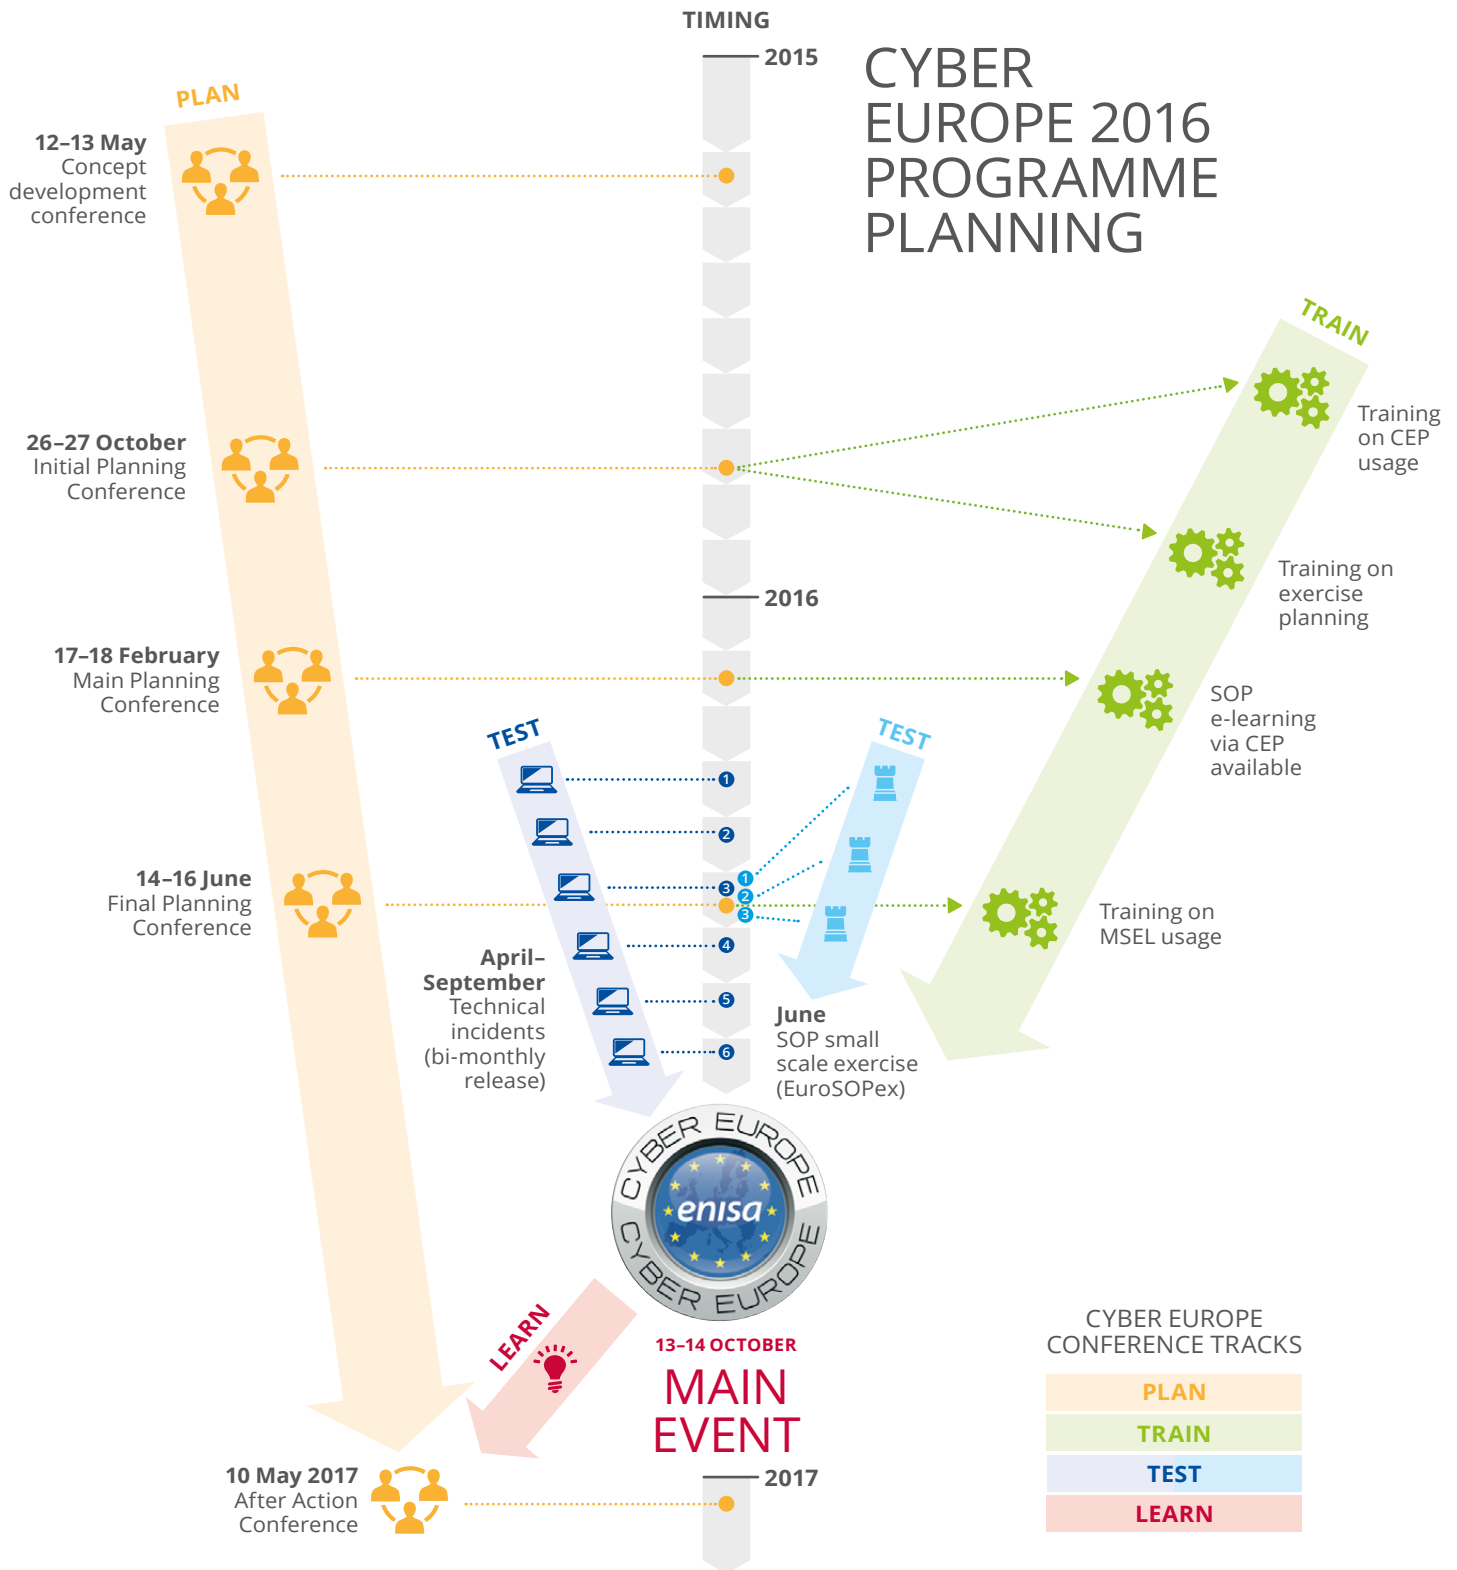 TIMING
2015
CYBER
EUROPE 2016
PROGRAMME
PLANNING
PLAN
12–13 May
Concept
development
conference
TRAIN
26–27 October
Initial Planning
Conference
Training
on CEP
usage
Training on
exercise
planning
2016
17–18 February
Main Planning
Conference
SOP
e-learning
via CEP
available
TEST
TEST
1
2
3
4
5
6
1
2
3
14–16 June
Final Planning
Conference
Training on
MSEL usage
April–
September
Technical
incidents
(bi-monthly
release)
June
SOP small
scale exercise
(EuroSOPex)
CYBER EUROPE
enisa
CYBER EUROPE
LEARN
13–14 OCTOBER
MAIN
EVENT
2017
10 May 2017
After Action
Conference
CYBER EUROPE
CONFERENCE TRACKS
PLAN
TRAIN
TEST
LEARN